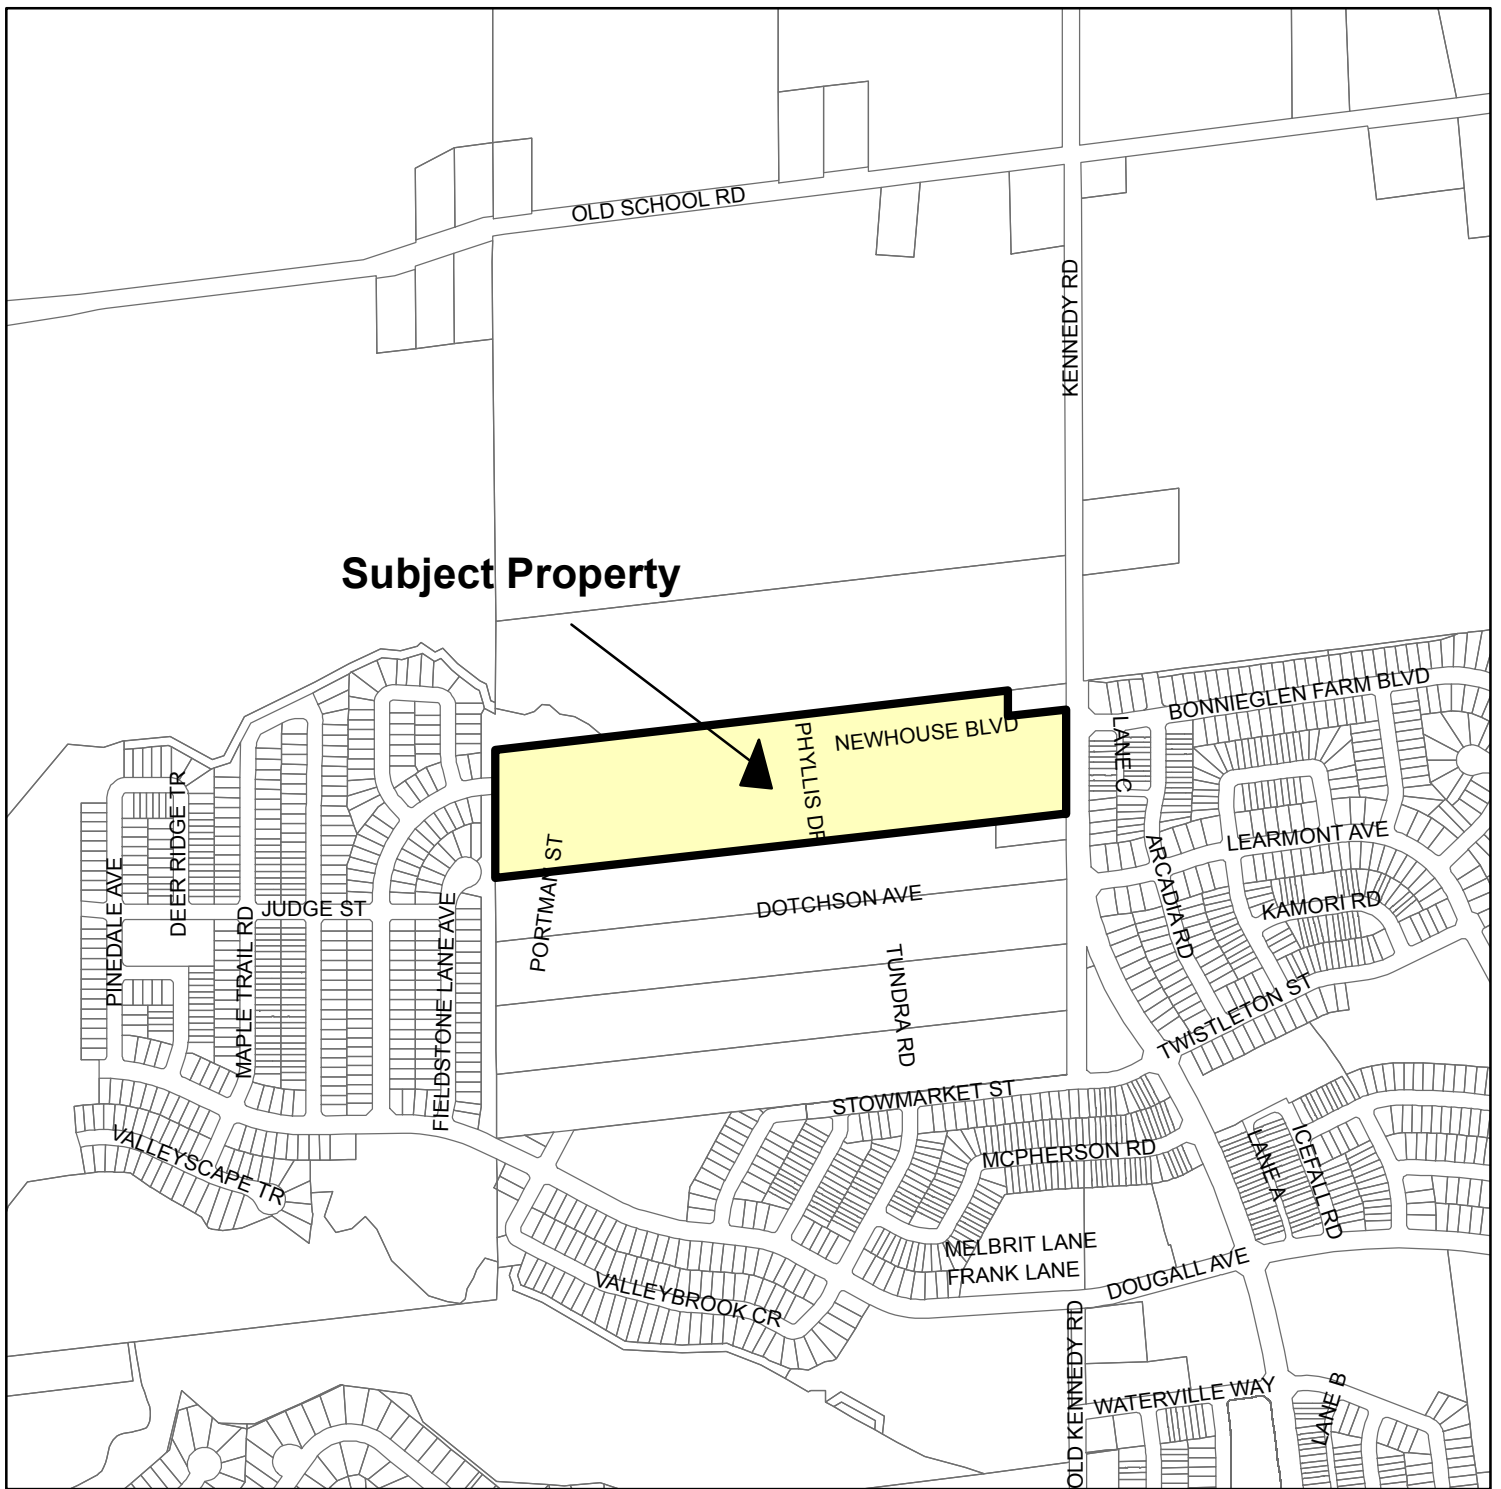 OLD SCHOOL RD
KENNEDY RD
Subject Property
BONNIEGLEN FARM BLVD
NEWHOUSE BLVD
PHYLLIS DR
LANE C
DEER RIDGE TR
LEARMONT AVE
PORTMAN ST
ARCADIA RD
PINEDALE AVE
JUDGE ST
DOTCHSON AVE
KAMORI RD
MAPLE TRAIL RD
FIELDSTONE LANE AVE
TUNDRA RD
TWISTLETON ST
STOWMARKET ST
VALLEYSCAPE TR
MCPHERSON RD
LANE A
ICEFALL RD
MELBRIT LANE
FRANK LANE
DOUGALL AVE
VALLEYBROOK CR
OLD KENNEDY RD
WATERVILLE WAY
LANE B